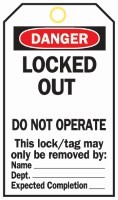 DANGER
LOCKED
OUT
DO NOT OPERATE
This lock/tag may
only be removed by:
Name
Dept.
Expected Completion